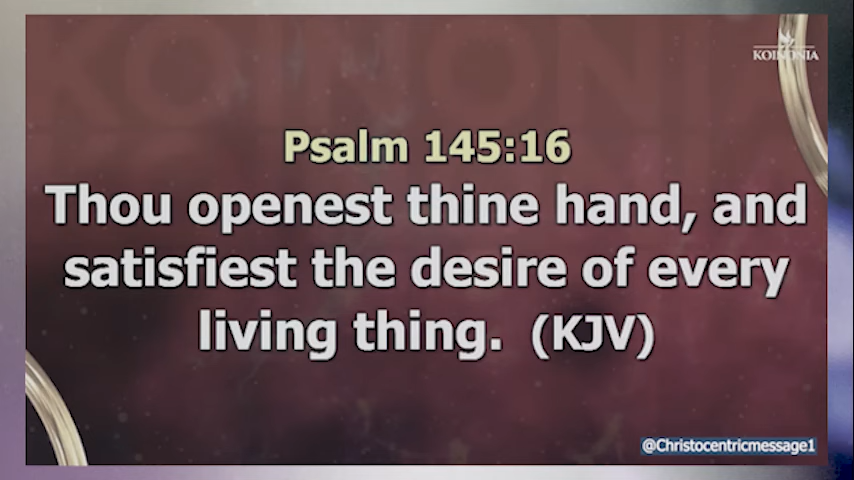 KOINONIA
Psalm 145:16
Thou openest thine hand, and
satisfiest the desire of every
living thing. (KJV)
@Christocentricmessage1